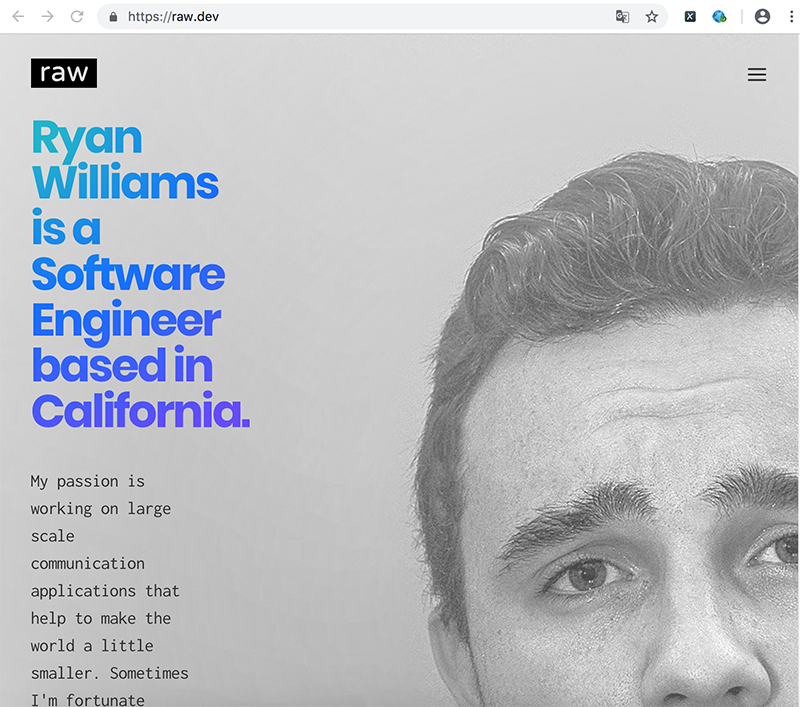 https://raw.dev
raw
Ryan
Williams
is a
Software
Engineer
based in
California.
My passion is
working on large
scale
communication
applications that
help to make the
world a little
smaller. Sometimes
I'm fortunate